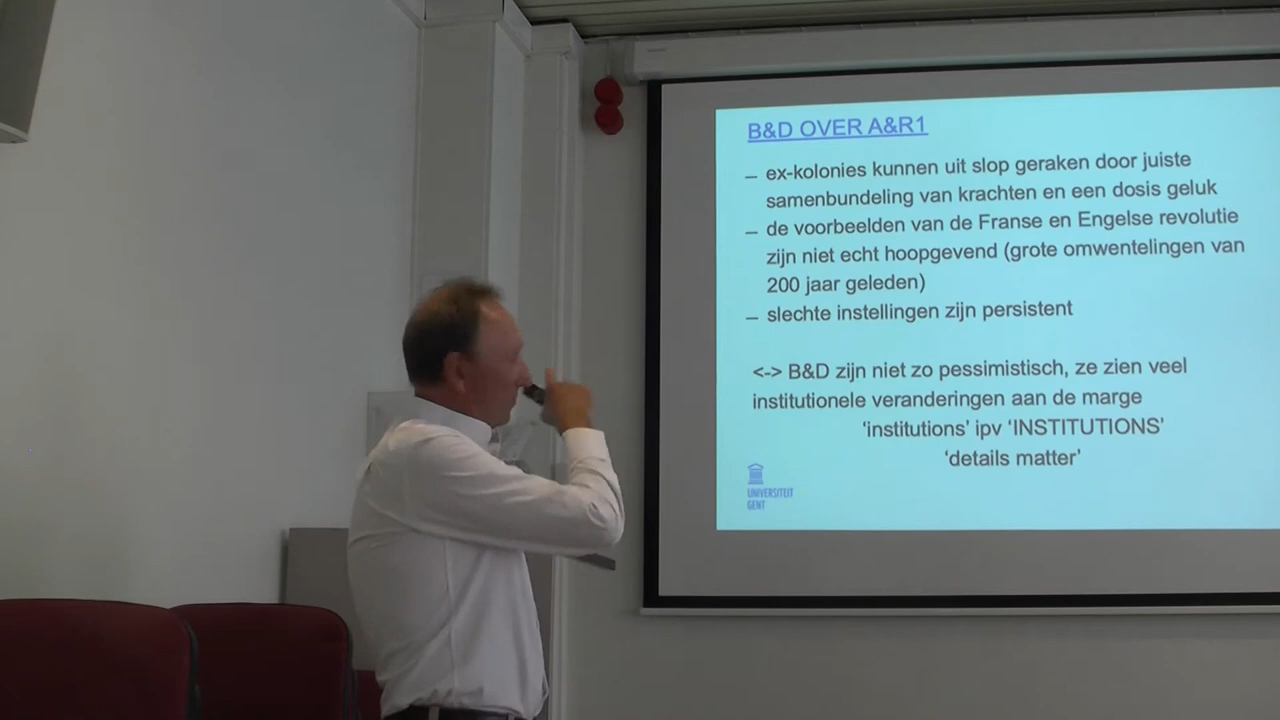 B&D OVER A&R1
– ex-kolonies kunnen uit slop geraken door juiste
samenbundeling van krachten en een dosis geluk
– de voorbeelden van de Franse en Engelse revolutie
zijn niet echt hoopgevend (grote omwentelingen van
200 jaar geleden)
– slechte instellingen zijn persistent
<-> B&D zijn niet zo pessimistisch, ze zien veel
institutionele veranderingen aan de marge
‘institutions’ ipv ‘INSTITUTIONS’
‘details matter’
UNIVERSITEIT
GENT